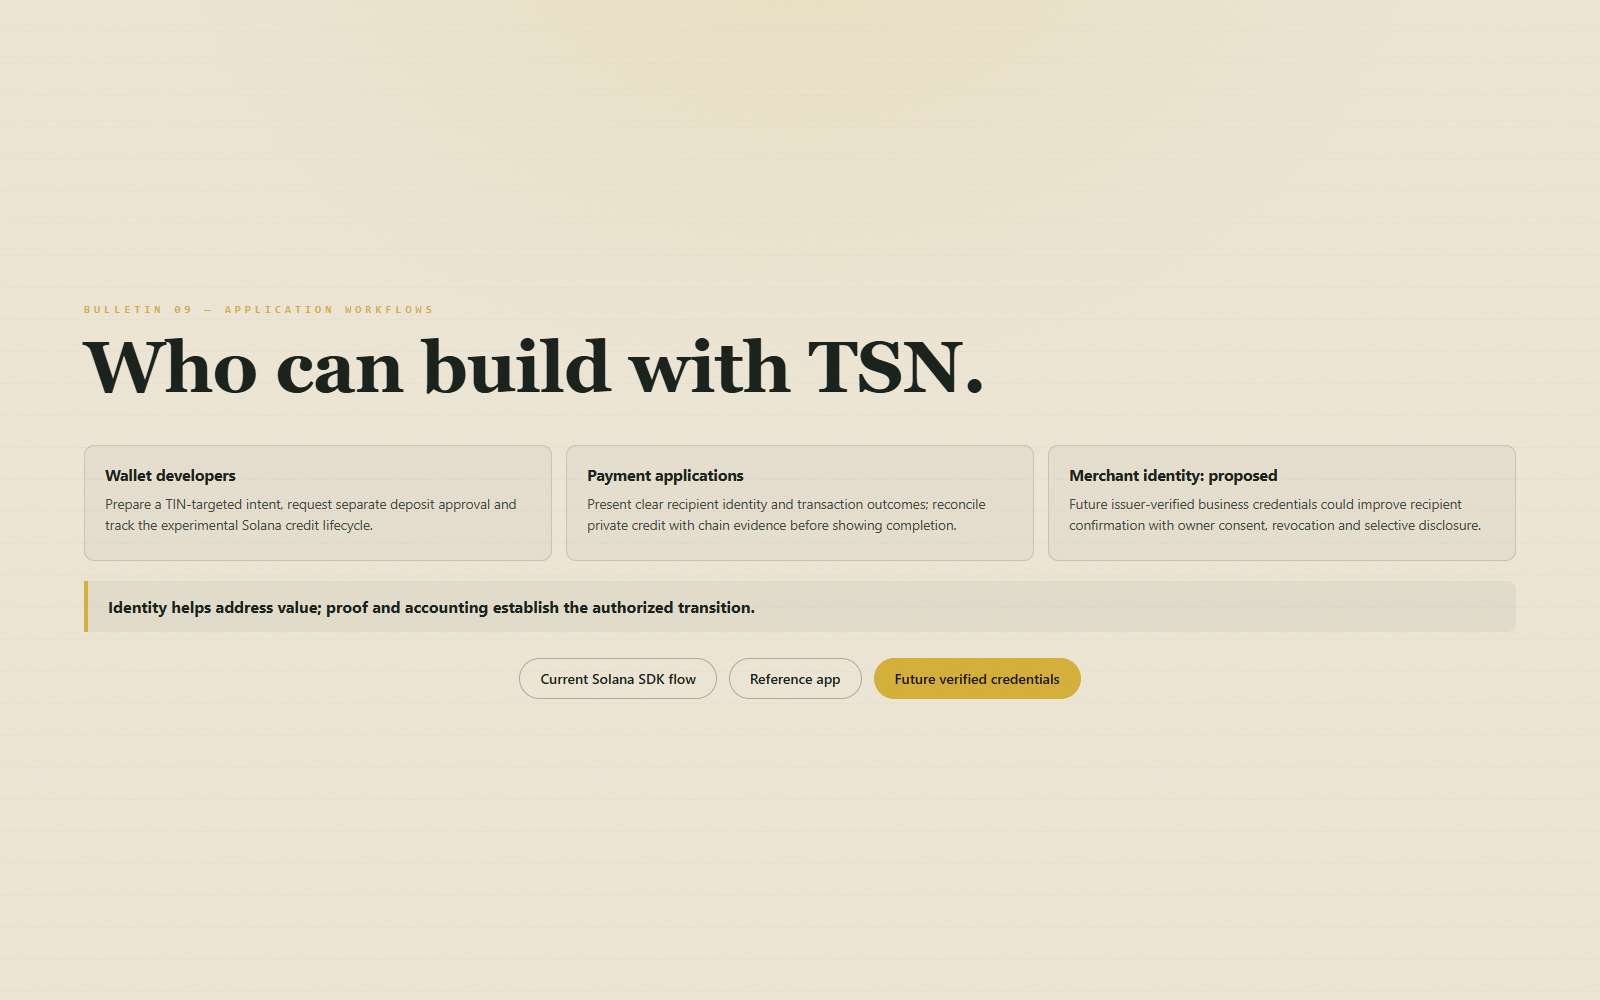 BULLETIN 09 — APPLICATION WORKFLOWS
Who can build with TSN.
Wallet developers
Prepare a TIN-targeted intent, request separate deposit approval and
track the experimental Solana credit lifecycle.
Payment applications
Present clear recipient identity and transaction outcomes; reconcile
private credit with chain evidence before showing completion.
Merchant identity: proposed
Future issuer-verified business credentials could improve recipient
confirmation with owner consent, revocation and selective disclosure.
Identity helps address value; proof and accounting establish the authorized transition.
Current Solana SDK flow
Reference app
Future verified credentials